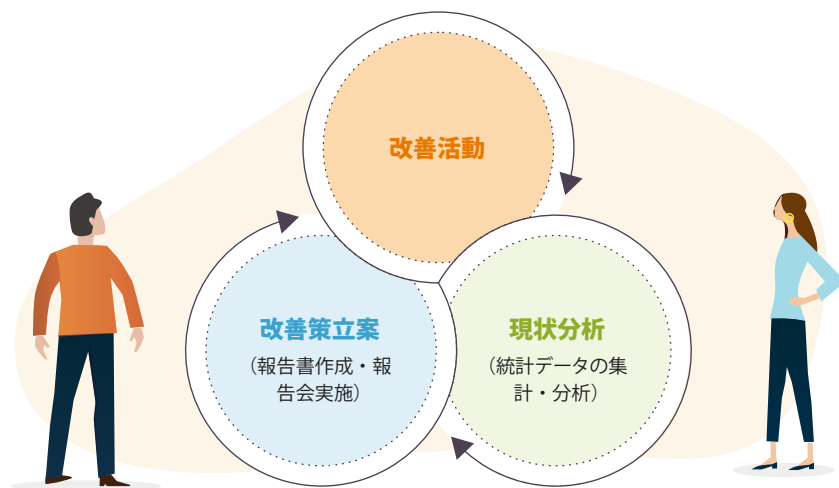 改善活動
改善策立案
（報告書作成・報
告会実施）
現状分析
（統計データの集
計・分析）